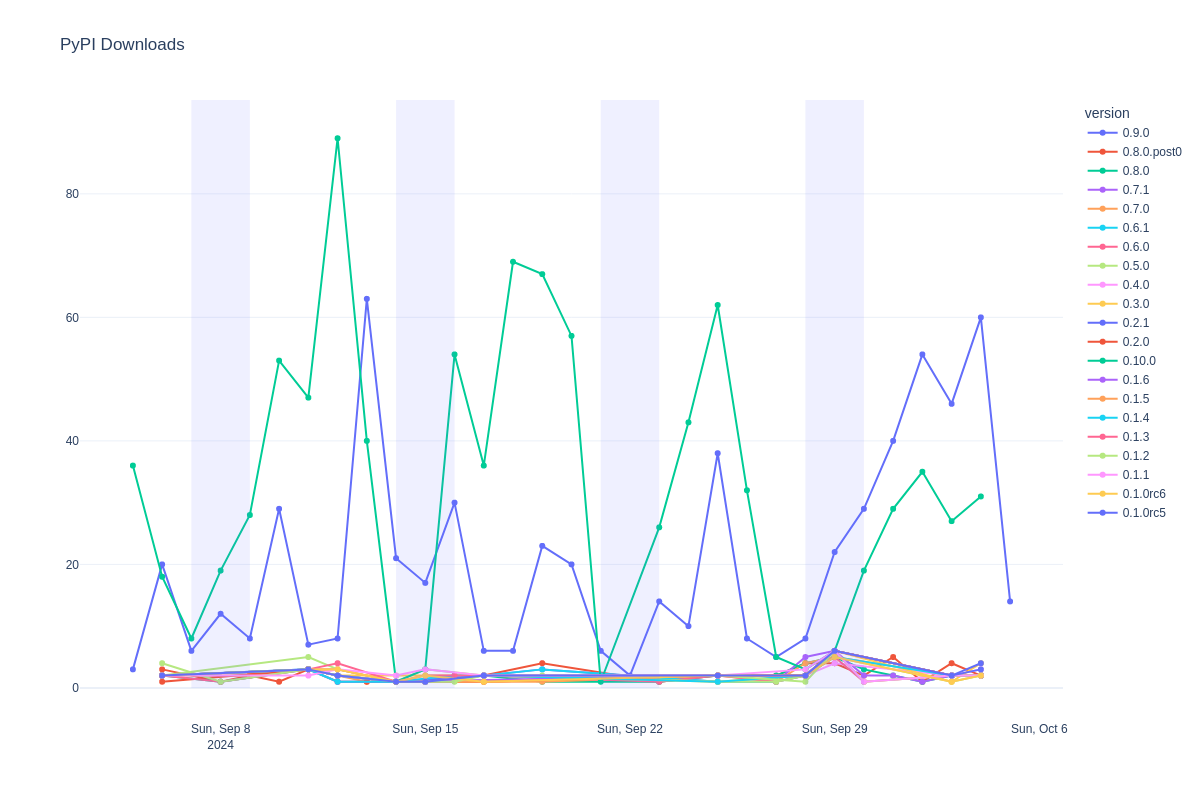 PyPI Downloads
version
0.9.0
0.8.0.post0
0.8.0
0.7.1
0.7.0
0.6.1
0.6.0
0.5.0
0.4.0
0.3.0
0.2.1
0.2.0
0.10.0
0.1.6
0.1.5
0.1.4
0.1.3
0.1.2
0.1.1
0.1.0rc6
0.1.0rc5
80
60
40
20
0
Sun, Sep 8
2024
Sun, Sep 15
Sun, Sep 22
Sun, Sep 29
Sun, Oct 6